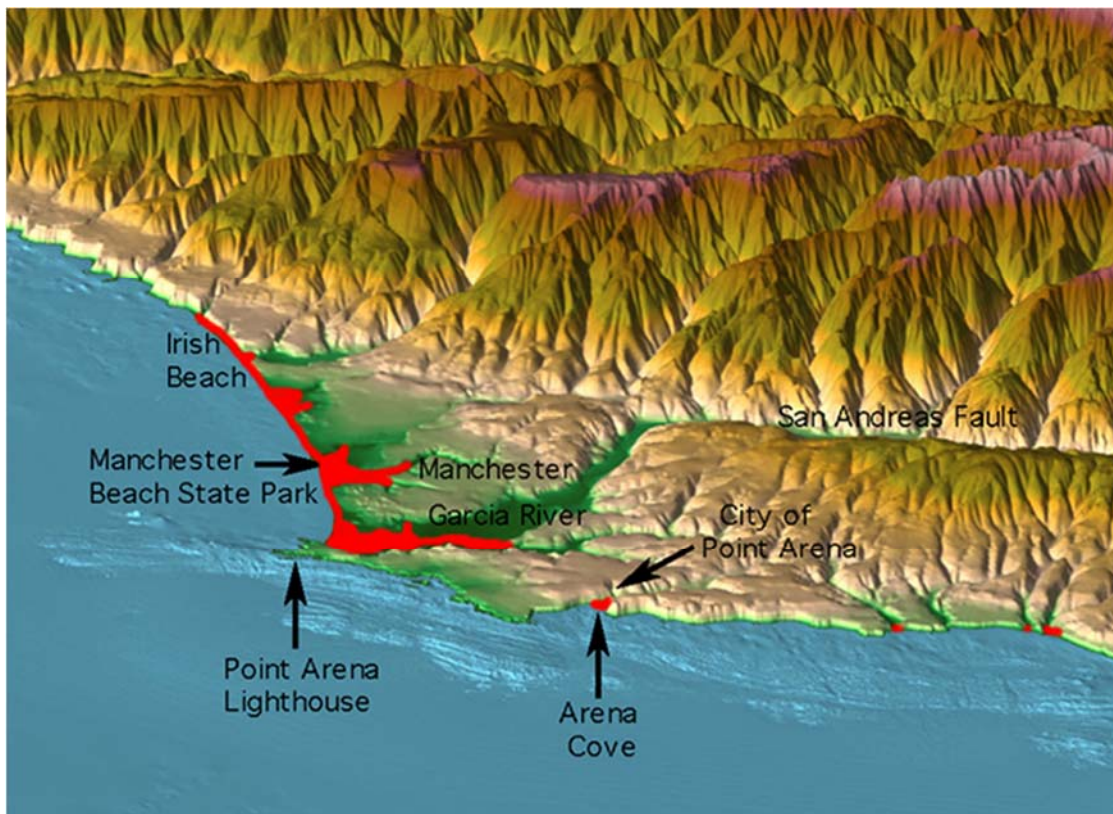 Irish
Beach
San Andreas Fault
Manchester
Beach State Park
Manchester
Garcia River
City of
Point Arena
Point Arena
Lighthouse
Arena
Cove